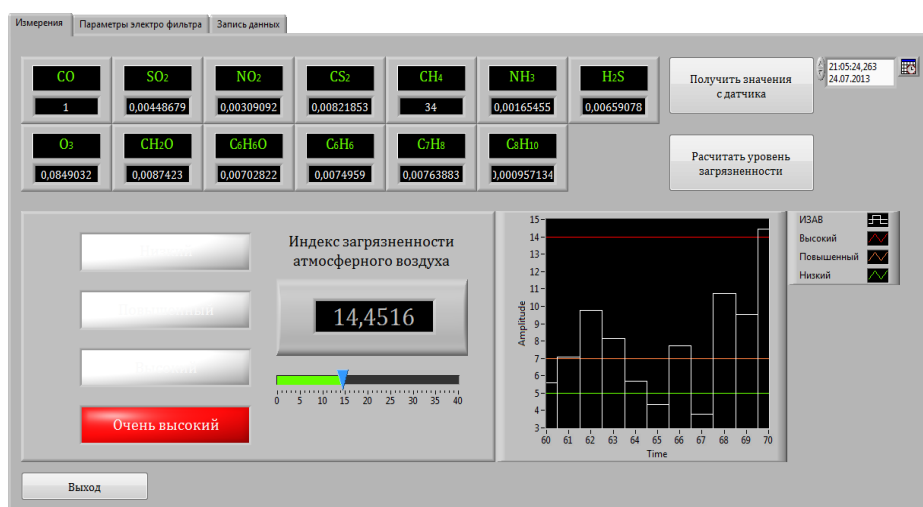 Измерения Параметры электро фильтра Запись данных
CO SO2 NO2 CS2 CH4 NH3 H2S
1 0,00448679 0,00309092 0,00821853 34 0,00165455 0,00659078
O3 CH2O C6H6O C6H6 C7H8 C8H10
0,0849032 0,0087423 0,00702822 0,0074959 0,00763883 0,000957134
Получить значения
с датчика
21:05:24,263
24.07.2013
Расчитать уровень
загрязненности
Очень высокий
Индекс загрязненности
атмосферного воздуха
14,4516
0 5 10 15 20 25 30 35 40
Amplitude
15
14
13
12
11
10
9
8
7
6
5
4
3
60 61 62 63 64 65 66 67 68 69 70
Time
ИЗАВ
Высокий
Повышенный
Низкий
Выход